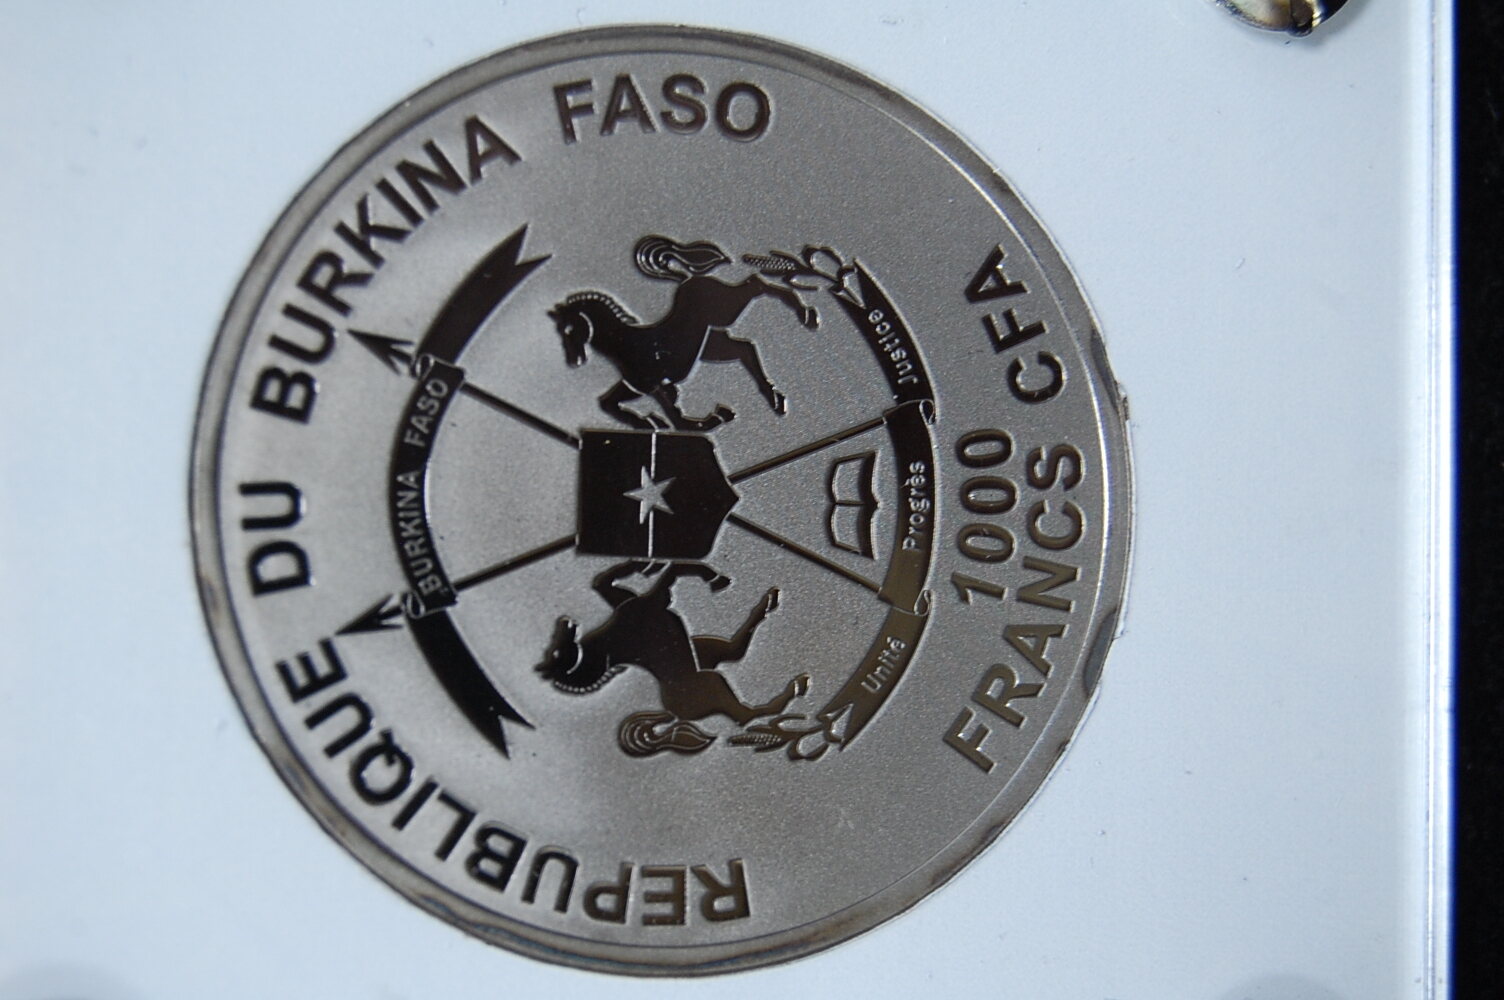 REPUBLIQUE DU BURKINA FASO
BURKINA FASO
Unité Progrès Justice
1000
FRANCS CFA